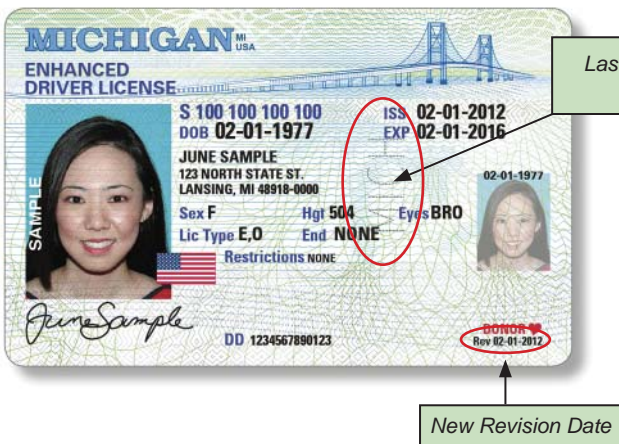 MICHIGAN MI
USA
ENHANCED
DRIVER LICENSE
S 100 100 100 100
ISS 02-01-2012
DOB 02-01-1977
EXP 02-01-2016
JUNE SAMPLE
123 NORTH STATE ST.
LANSING, MI 48918-0000
Sex F Hgt 504 Eyes BRO
Lic Type E,O End NONE
Restrictions NONE
SAMPLE
02-01-1977
June Sample
DD 1234567890123
DONOR
Rev 02-01-2012
Las
New Revision Date